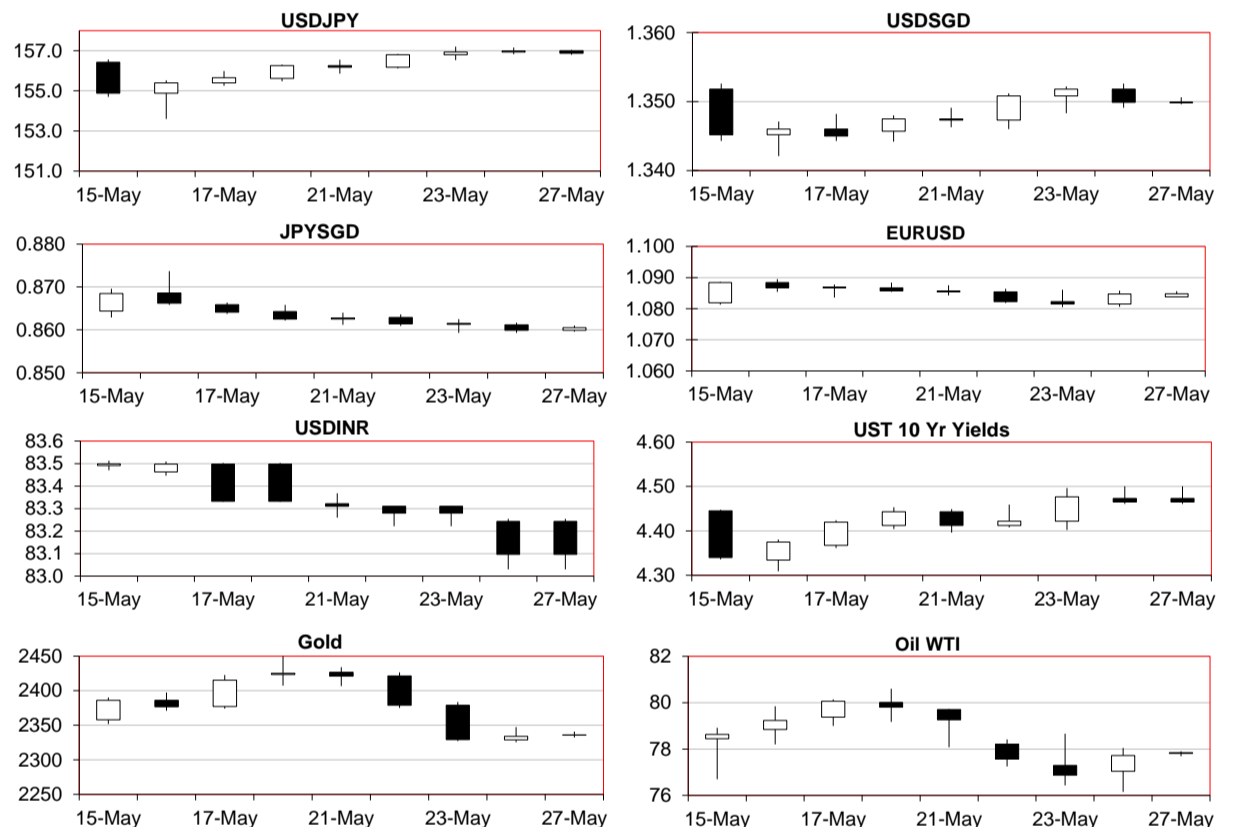 USDJPY
157.0
155.0
153.0
151.0
15-May 17-May 21-May 23-May 27-May
USDSGD
1.360
1.350
1.340
15-May 17-May 21-May 23-May 27-May
JPYSGD
0.880
0.870
0.860
0.850
15-May 17-May 21-May 23-May 27-May
EURUSD
1.100
1.090
1.080
1.070
1.060
15-May 17-May 21-May 23-May 27-May
USDINR
83.6
83.5
83.4
83.3
83.2
83.1
83.0
15-May 17-May 21-May 23-May 27-May
UST 10 Yr Yields
4.60
4.50
4.40
4.30
15-May 17-May 21-May 23-May 27-May
Gold
2450
2400
2350
2300
2250
15-May 17-May 21-May 23-May 27-May
Oil WTI
82
80
78
76
15-May 17-May 21-May 23-May 27-May